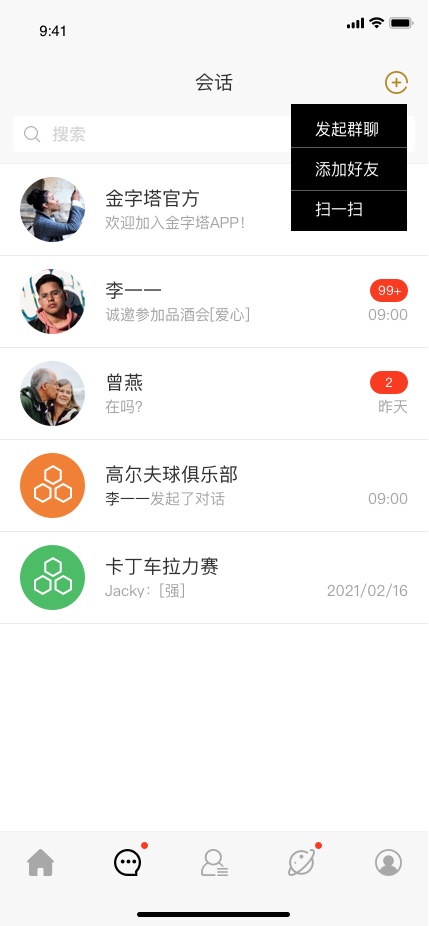 9:41
会话
搜索
发起群聊
添加好友
扫一扫
金字塔官方
欢迎加入金字塔APP！
李一一
99+
诚邀参加品酒会[爱心]
09:00
曾燕
2
在吗？
昨天
高尔夫球俱乐部
李一一发起了对话
09:00
卡丁车拉力赛
Jacky：[强]
2021/02/16